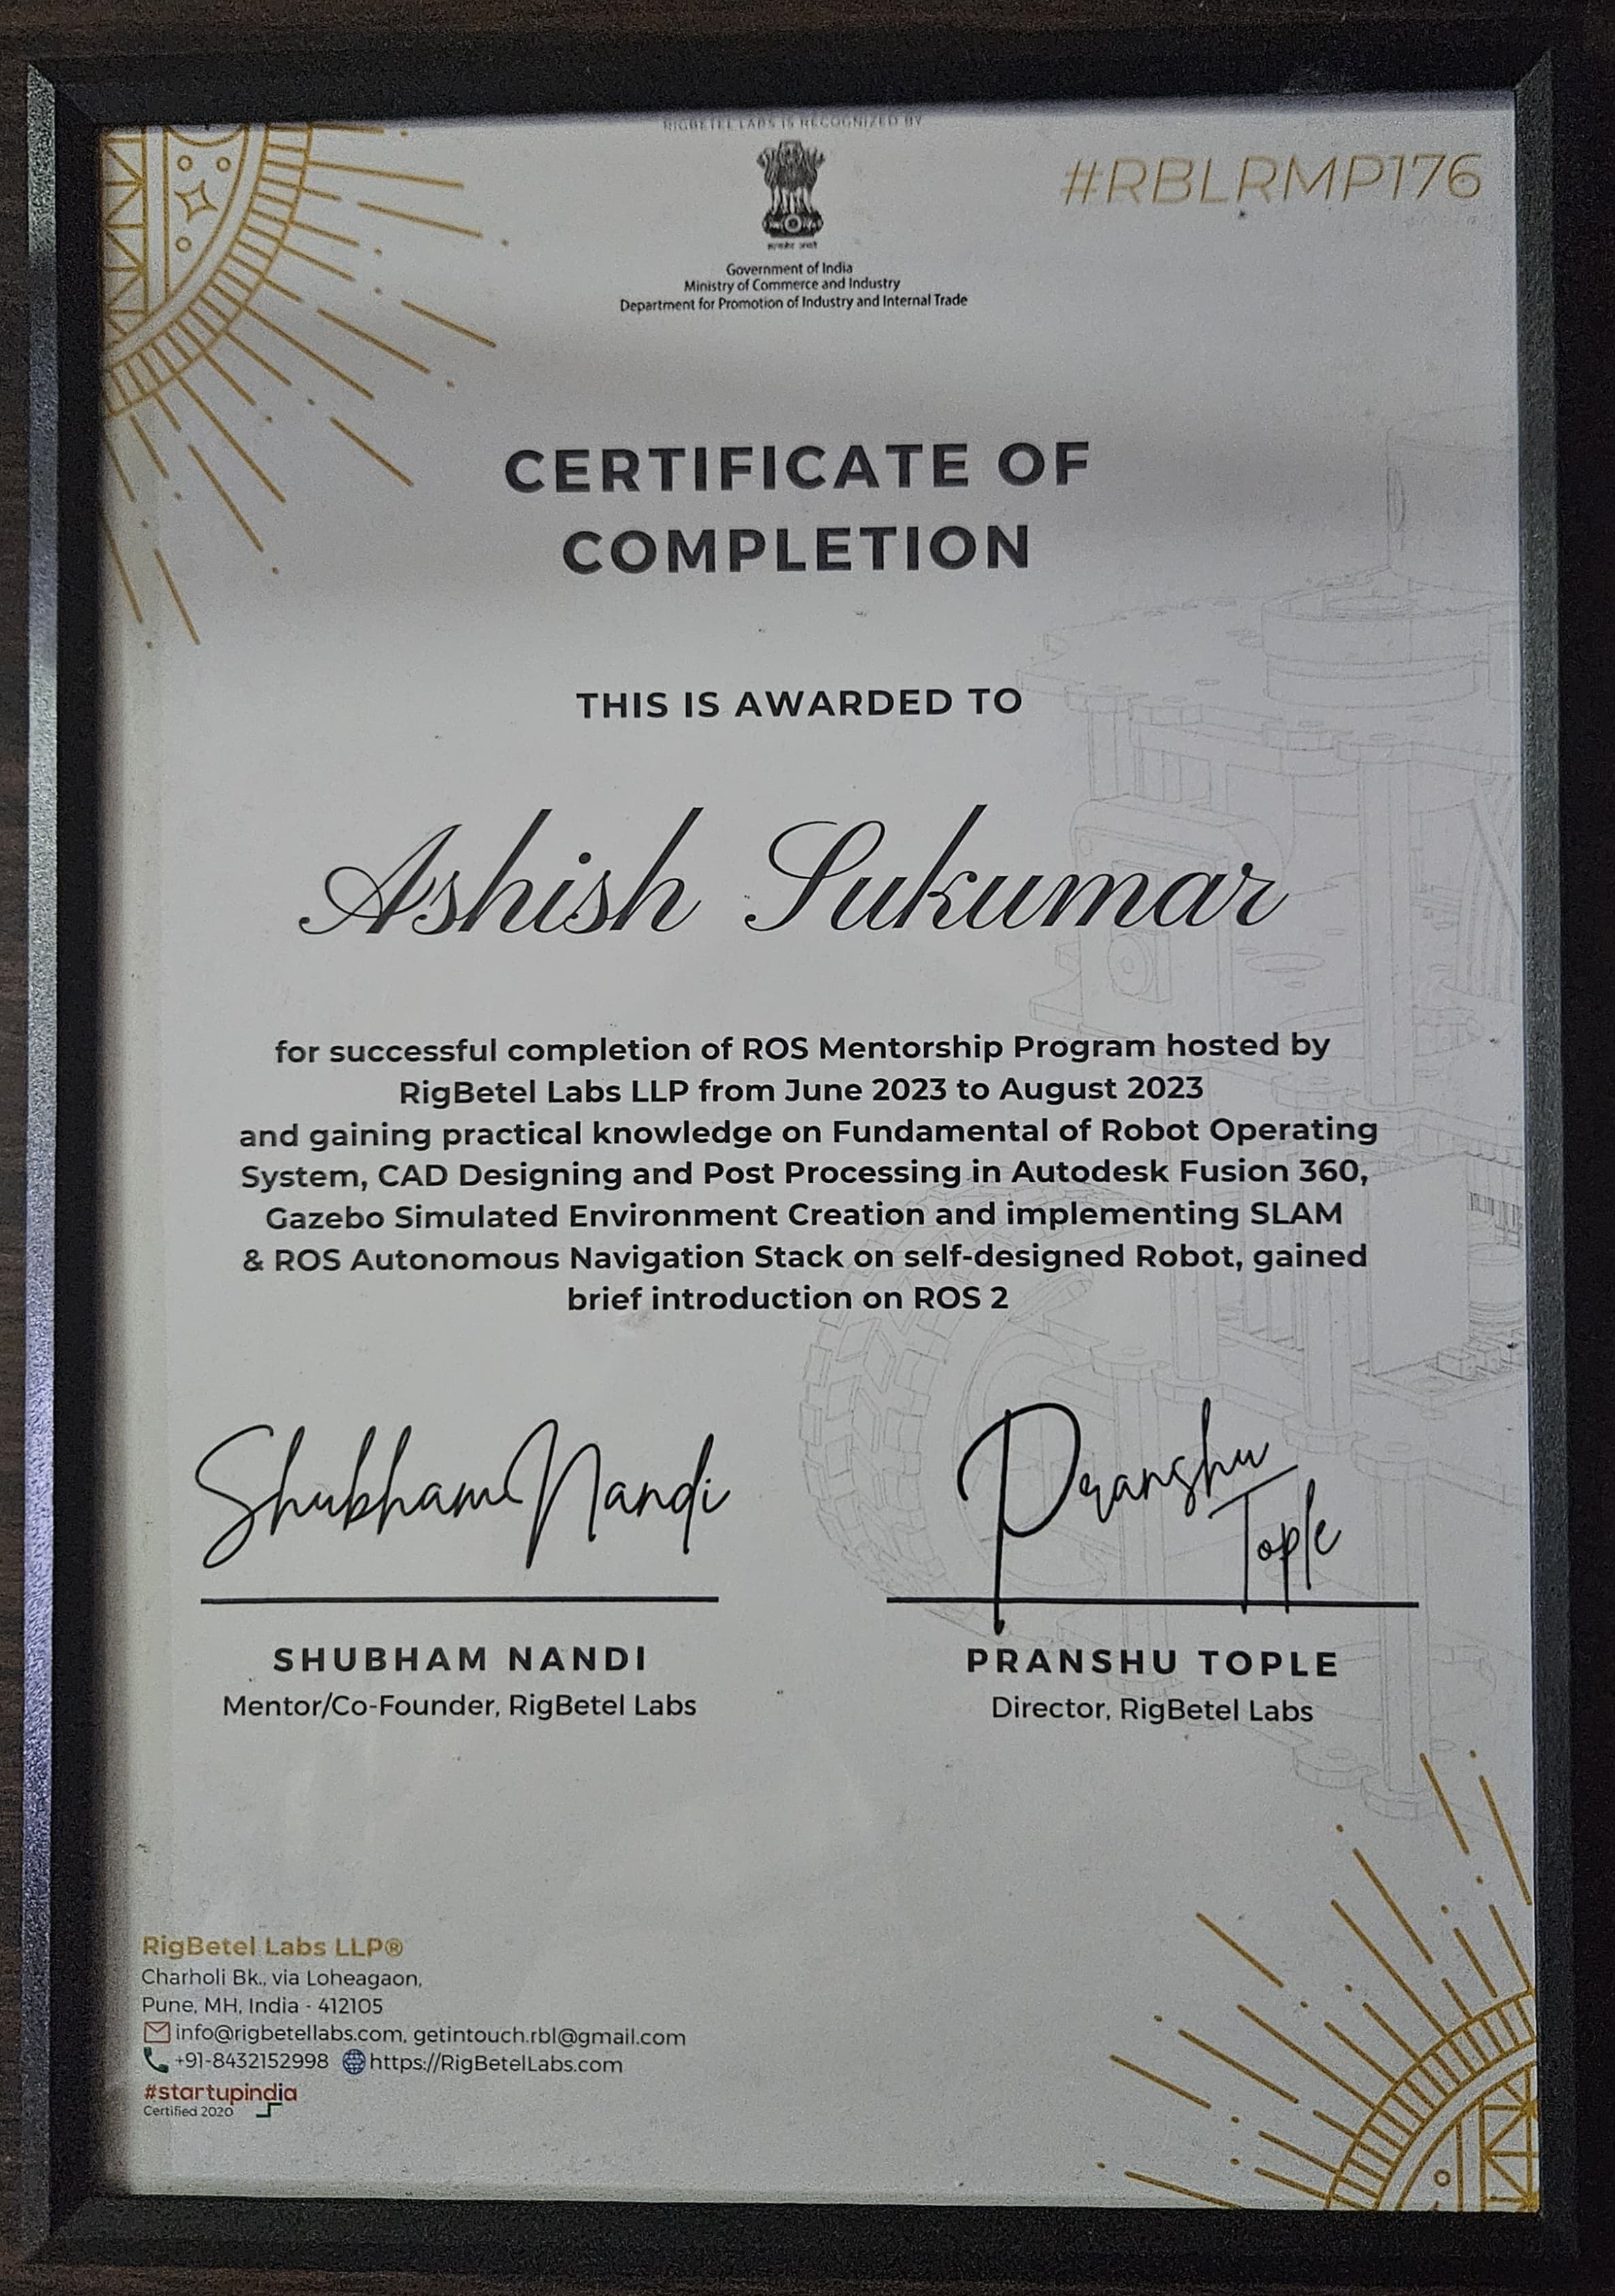 RIGBETEL LABS IS RECOGNIZED BY
#RBLRMP176
सत्यमेव जयते
Government of India
Ministry of Commerce and Industry
Department for Promotion of Industry and Internal Trade
CERTIFICATE OF
COMPLETION
THIS IS AWARDED TO
Ashish Sukumar
for successful completion of ROS Mentorship Program hosted by
RigBetel Labs LLP from June 2023 to August 2023
and gaining practical knowledge on Fundamental of Robot Operating
System, CAD Designing and Post Processing in Autodesk Fusion 360,
Gazebo Simulated Environment Creation and implementing SLAM
& ROS Autonomous Navigation Stack on self-designed Robot, gained
brief introduction on ROS 2
Shubham Nandi
Pranshu
Tople
SHUBHAM NANDI
Mentor/Co-Founder, RigBetel Labs
PRANSHU TOPLE
Director, RigBetel Labs
RigBetel Labs LLP®
Charholi Bk., via Loheagaon,
Pune, MH, India - 412105
info@rigbetellabs.com, getintouch.rbl@gmail.com
+91-8432152998 https://RigBetelLabs.com
#startupindia
Certified 2020